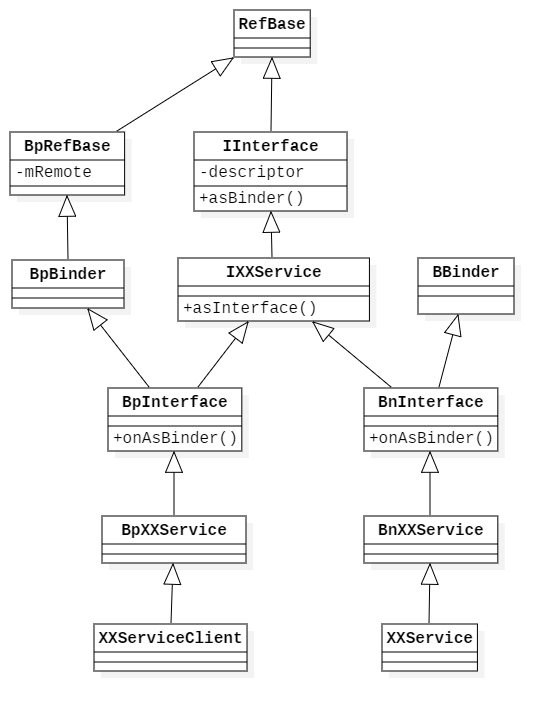 RefBase
BpRefBase
-mRemote
IInterface
-descriptor
+asBinder()
BpBinder
IXXService
+asInterface()
BBinder
BpInterface
+onAsBinder()
BnInterface
+onAsBinder()
BpXXService
BnXXService
XXServiceClient
XXService